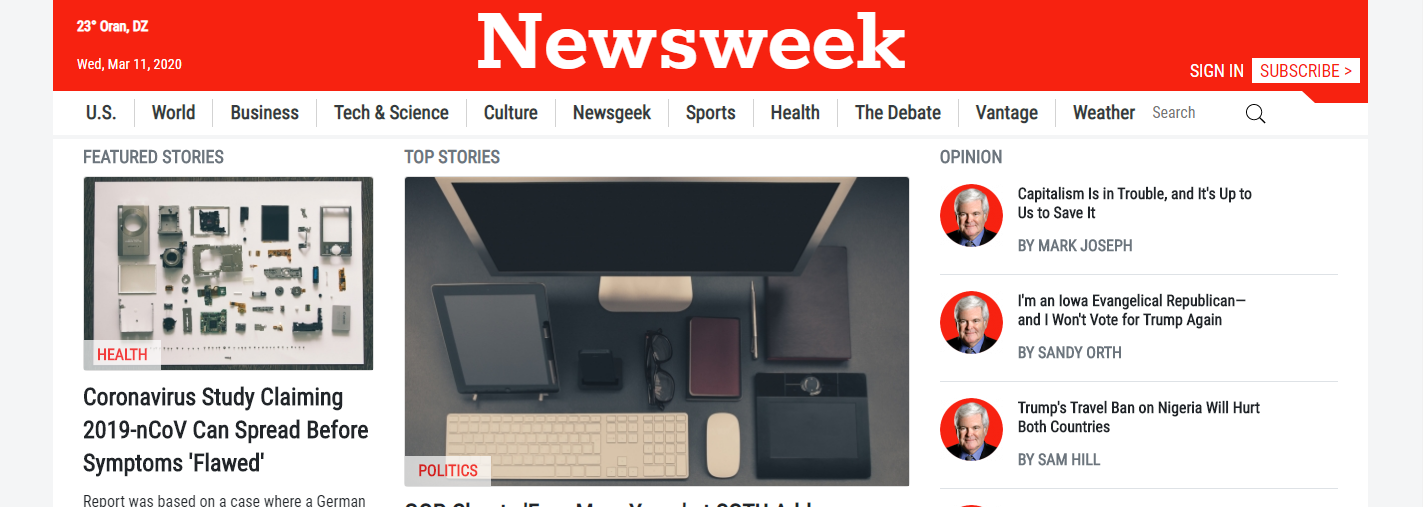 23° Oran, DZ
Wed, Mar 11, 2020
Newsweek
SIGN IN
SUBSCRIBE >
U.S.
World
Business
Tech & Science
Culture
Newsgeek
Sports
Health
The Debate
Vantage
Weather
Search
FEATURED STORIES
HEALTH
Coronavirus Study Claiming
2019-nCoV Can Spread Before
Symptoms 'Flawed'
Report was based on a case where a German
TOP STORIES
POLITICS
OPINION
Capitalism Is in Trouble, and It's Up to
Us to Save It
BY MARK JOSEPH
I'm an Iowa Evangelical Republican—
and I Won't Vote for Trump Again
BY SANDY ORTH
Trump's Travel Ban on Nigeria Will Hurt
Both Countries
BY SAM HILL